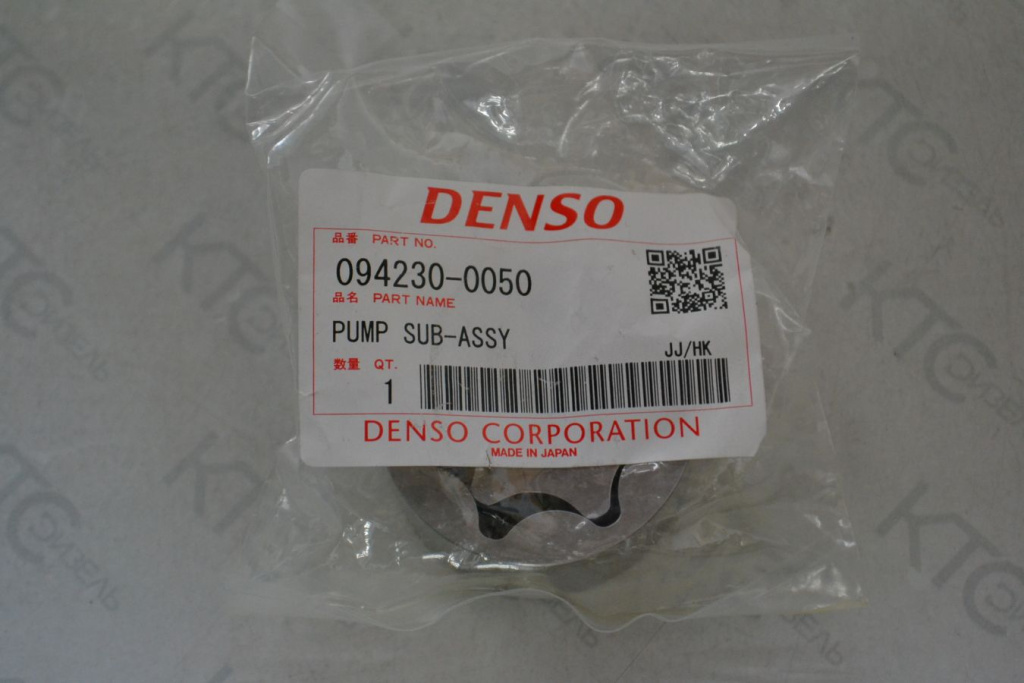 DENSO
品番 PART NO.
094230-0050
品名 PART NAME
PUMP SUB-ASSY
JJ/HK
数量 QT.
1
DENSO CORPORATION
MADE IN JAPAN